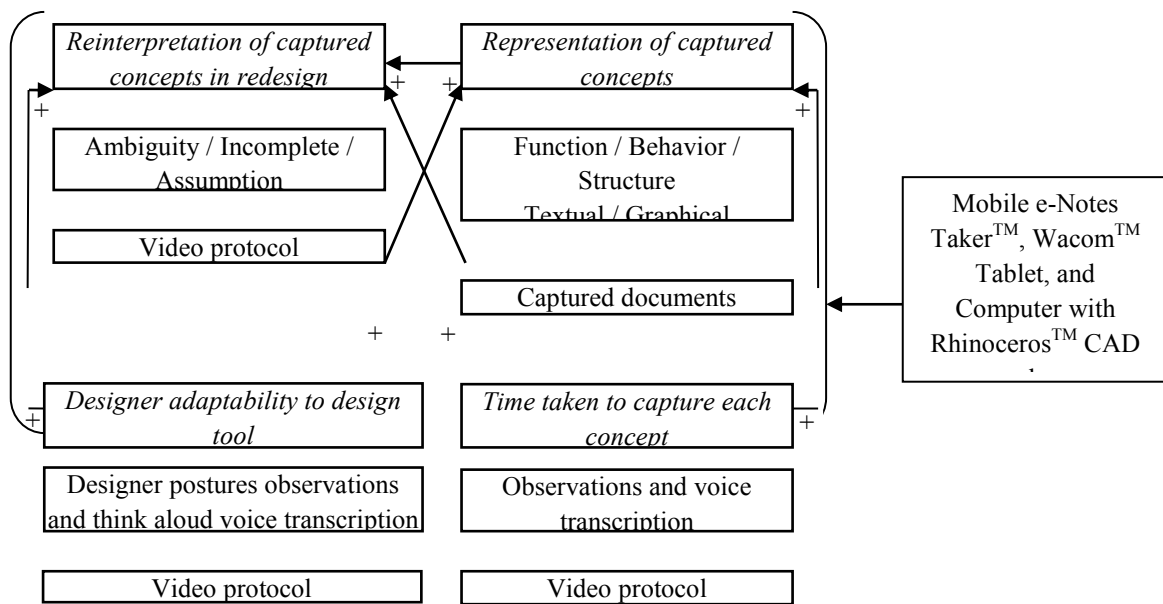 Reinterpretation of captured
concepts in redesign
Representation of captured
concepts
+
+
+
+
Ambiguity / Incomplete /
Assumption
Function / Behavior /
Structure
Textual / Graphical
Video protocol
Captured documents
Mobile e-Notes
Taker™, Wacom™
Tablet, and
Computer with
Rhinoceros™ CAD
+
+
Designer adaptability to design
tool
Time taken to capture each
concept
+
+
Designer postures observations
and think aloud voice transcription
Observations and voice
transcription
Video protocol
Video protocol